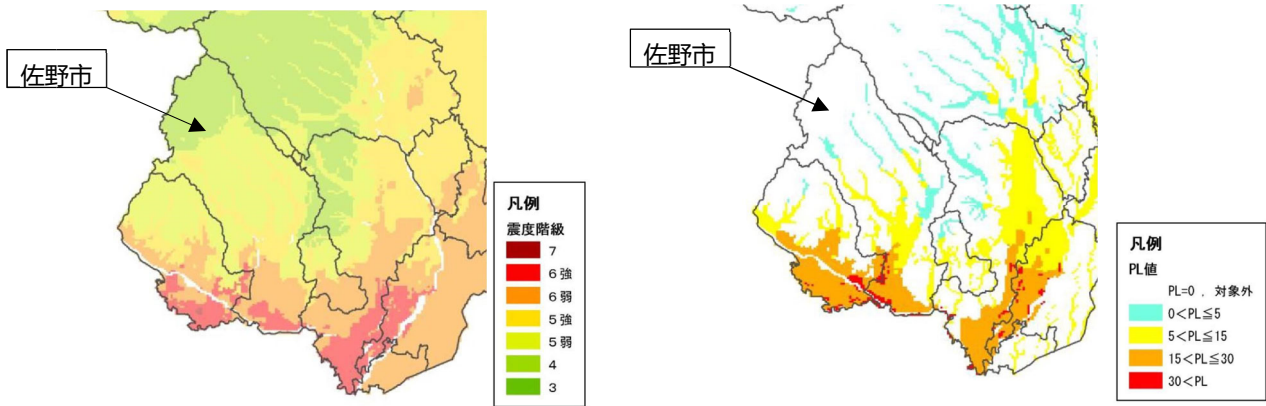 佐野市
凡例
震度階級
7
6強
6弱
5強
5弱
4
3
佐野市
凡例
PL値
PL=0 , 対象外
0<PL≦5
5<PL≦15
15<PL≦30
30<PL